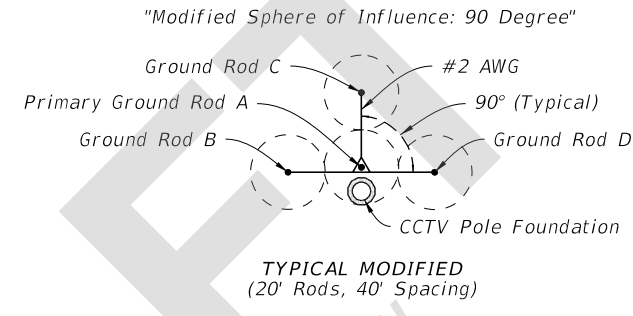 "Modified Sphere of Influence: 90 Degree"
Ground Rod C
#2 AWG
Primary Ground Rod A
90° (Typical)
Ground Rod B
Ground Rod D
CCTV Pole Foundation
TYPICAL MODIFIED
(20' Rods, 40' Spacing)